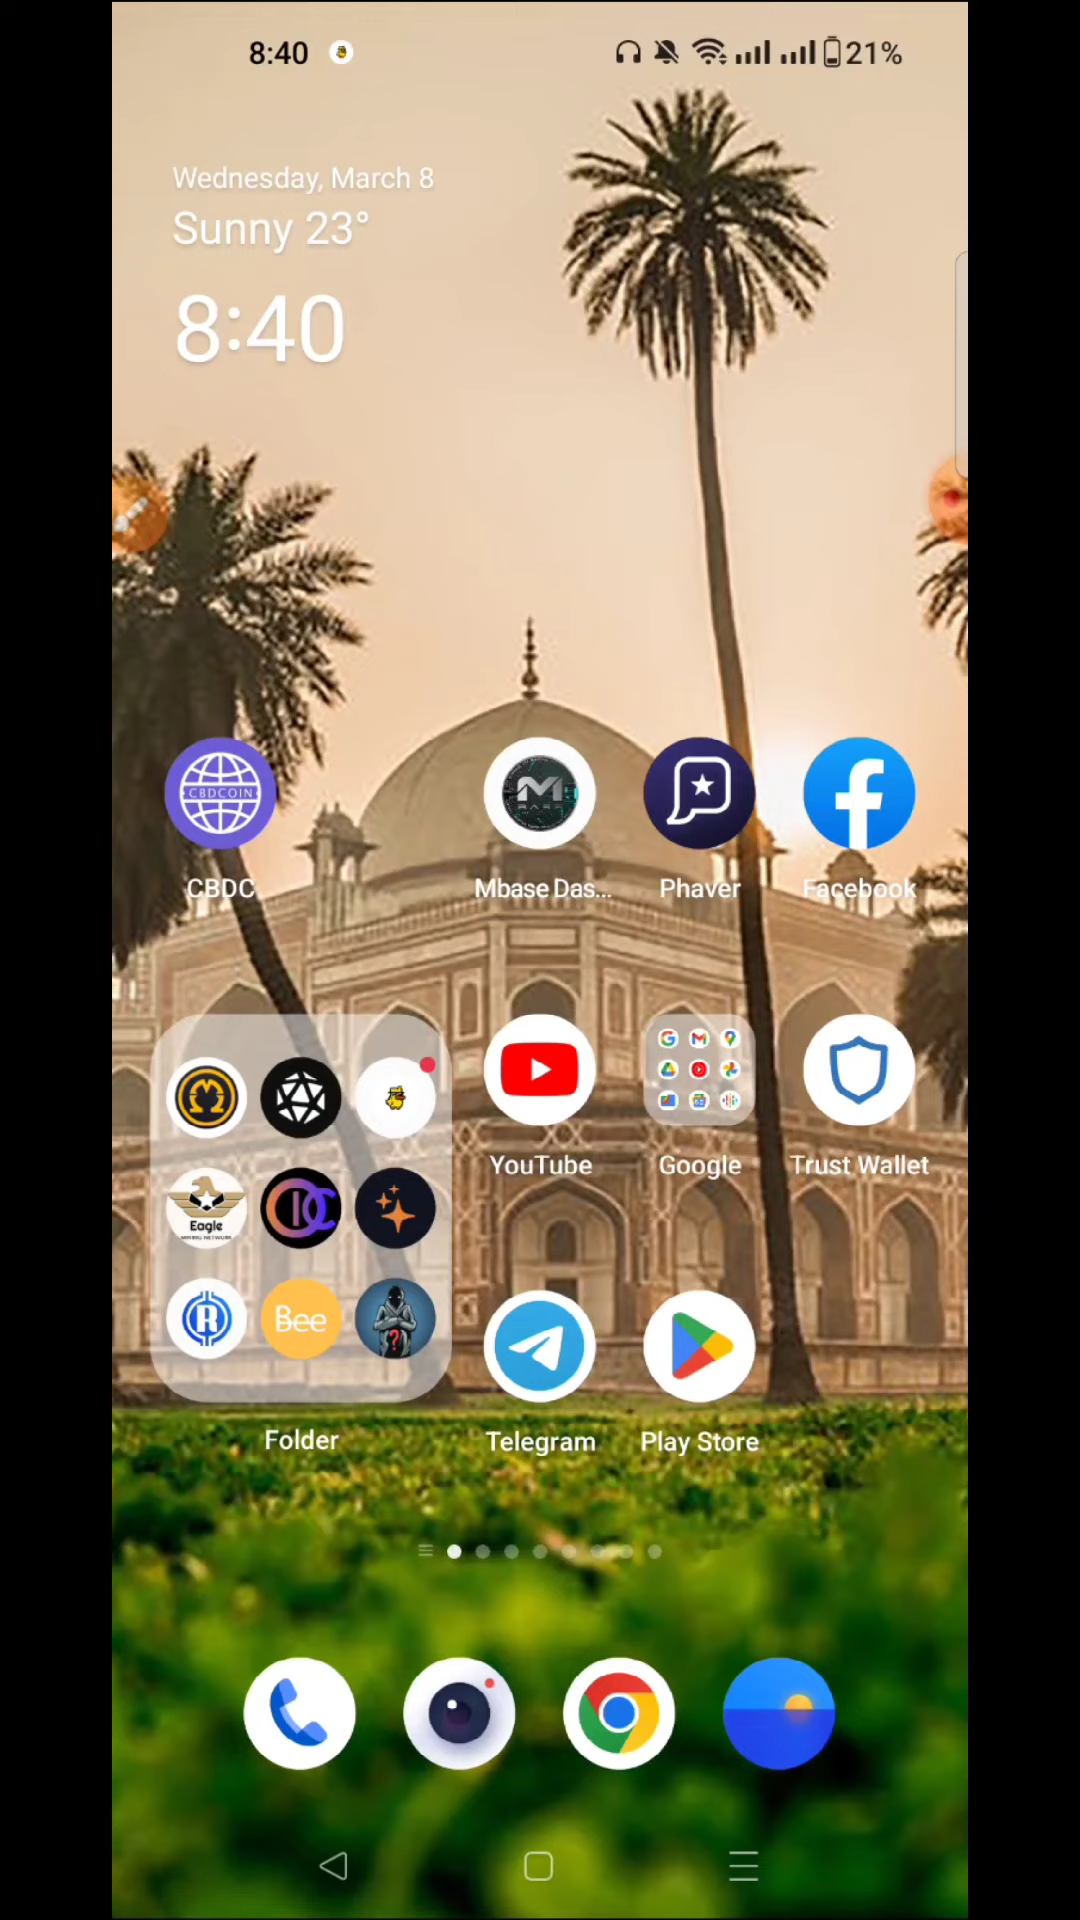 8:40
21%
Wednesday, March 8
Sunny 23°
8:40
CBDCOIN
CBDC
Mbase Das...
Phaver
Facebook
YouTube
Google
Trust Wallet
Eagle
Bee
Folder
Telegram
Play Store